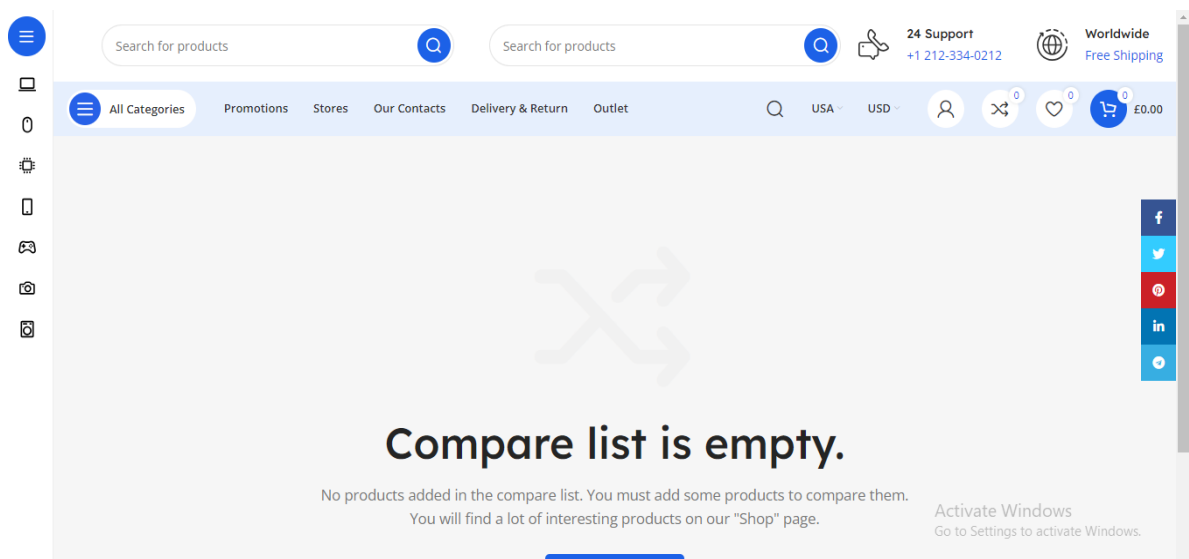 Search for products
Search for products
24 Support
+1 212-334-0212
Worldwide
Free Shipping
All Categories
Promotions
Stores
Our Contacts
Delivery & Return
Outlet
USA
USD
0
0
0
£0.00
Compare list is empty.
No products added in the compare list. You must add some products to compare them.
You will find a lot of interesting products on our "Shop" page.
Activate Windows
Go to Settings to activate Windows.